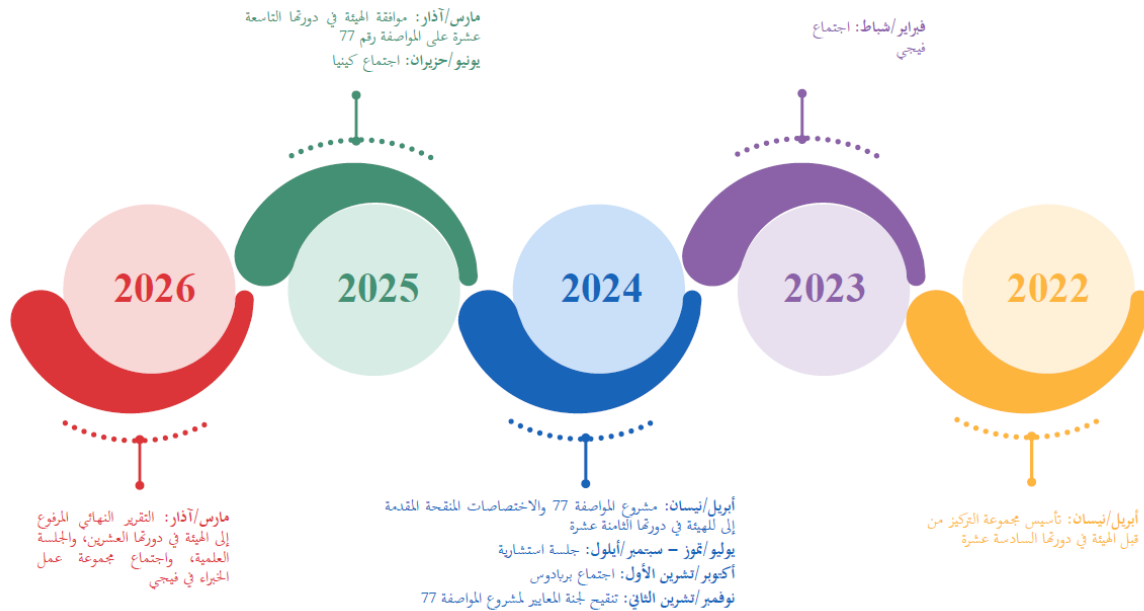 2022
أبريل/نيسان: تأسيس مجموعة التركيز من
قبل الهيئة في دورتها السادسة عشرة
2023
فبراير/شباط: اجتماع
فيجي
2024
أبريل/نيسان: مشروع المواصفة 77 والاختصاصات المنقحة المقدمة
إلى للهيئة في دورتها الثامنة عشرة
يوليو/تموز – سبتمبر/أيلول: جلسة استشارية
أكتوبر/تشرين الأول: اجتماع بربادوس
نوفمبر/تشرين الثاني: تنقيح لجنة المعايير لمشروع المواصفة 77
2025
مارس/آذار: موافقة الهيئة في دورتها التاسعة
عشرة على المواصفة رقم 77
يونيو/حزيران: اجتماع كينيا
2026
مارس/آذار: التقرير النهائي المرفوع
إلى الهيئة في دورتها العشرين، والجلسة
العلمية، واجتماع مجموعة عمل
الخبراء في فيجي